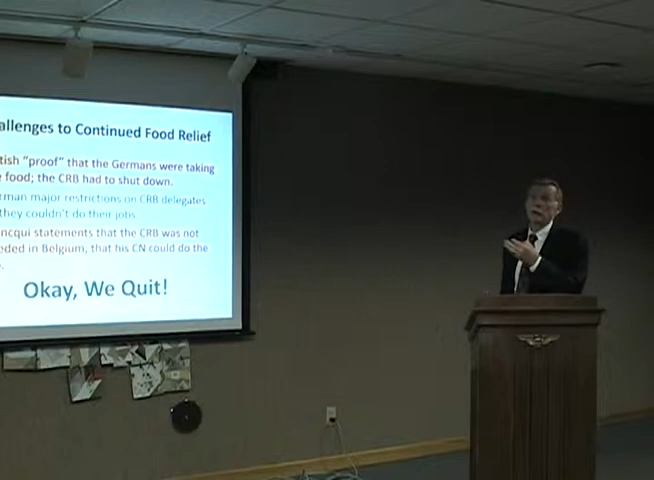 allenges to Continued Food Relief
tish "proof" that the Germans were taking
e food; the CRB had to shut down.
rman major restrictions on CRB delegates
they couldn't do their jobs
ncqui statements that the CRB was not
eded in Belgium, that his CN could do the
Okay, We Quit!